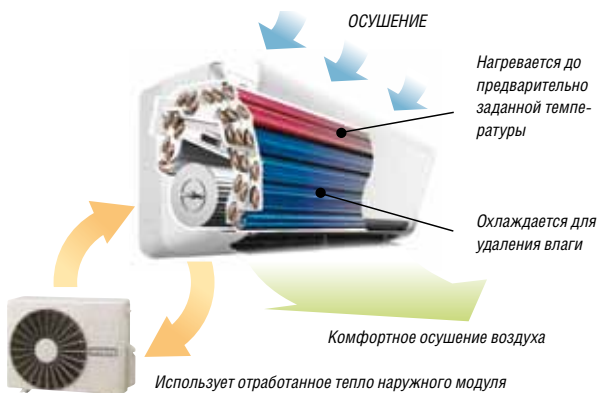 ОСУШЕНИЕ
Нагревается до
предварительно
заданной темпе-
ратуры
Охлаждается для
удаления влаги
Комфортное осушение воздуха
Использует отработанное тепло наружного модуля